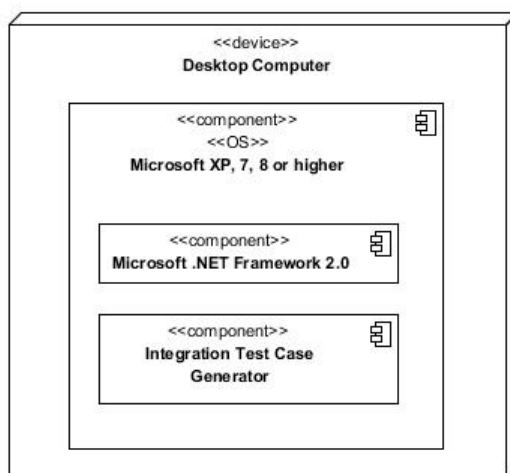 <<device>>
Desktop Computer
<<component>>
<<OS>>
Microsoft XP, 7, 8 or higher
<<component>>
Microsoft .NET Framework 2.0
<<component>>
Integration Test Case
Generator